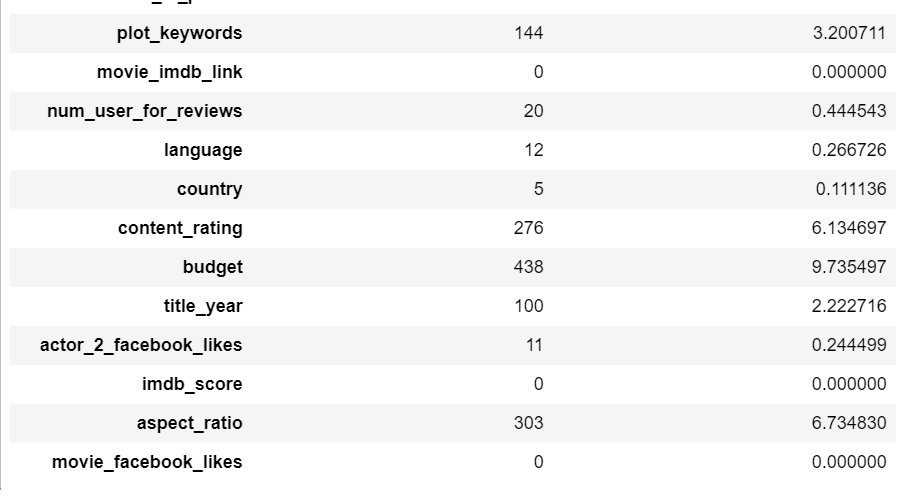 plot_keywords 144 3.200711
movie_imdb_link 0 0.000000
num_user_for_reviews 20 0.444543
language 12 0.266726
country 5 0.111136
content_rating 276 6.134697
budget 438 9.735497
title_year 100 2.222716
actor_2_facebook_likes 11 0.244499
imdb_score 0 0.000000
aspect_ratio 303 6.734830
movie_facebook_likes 0 0.000000